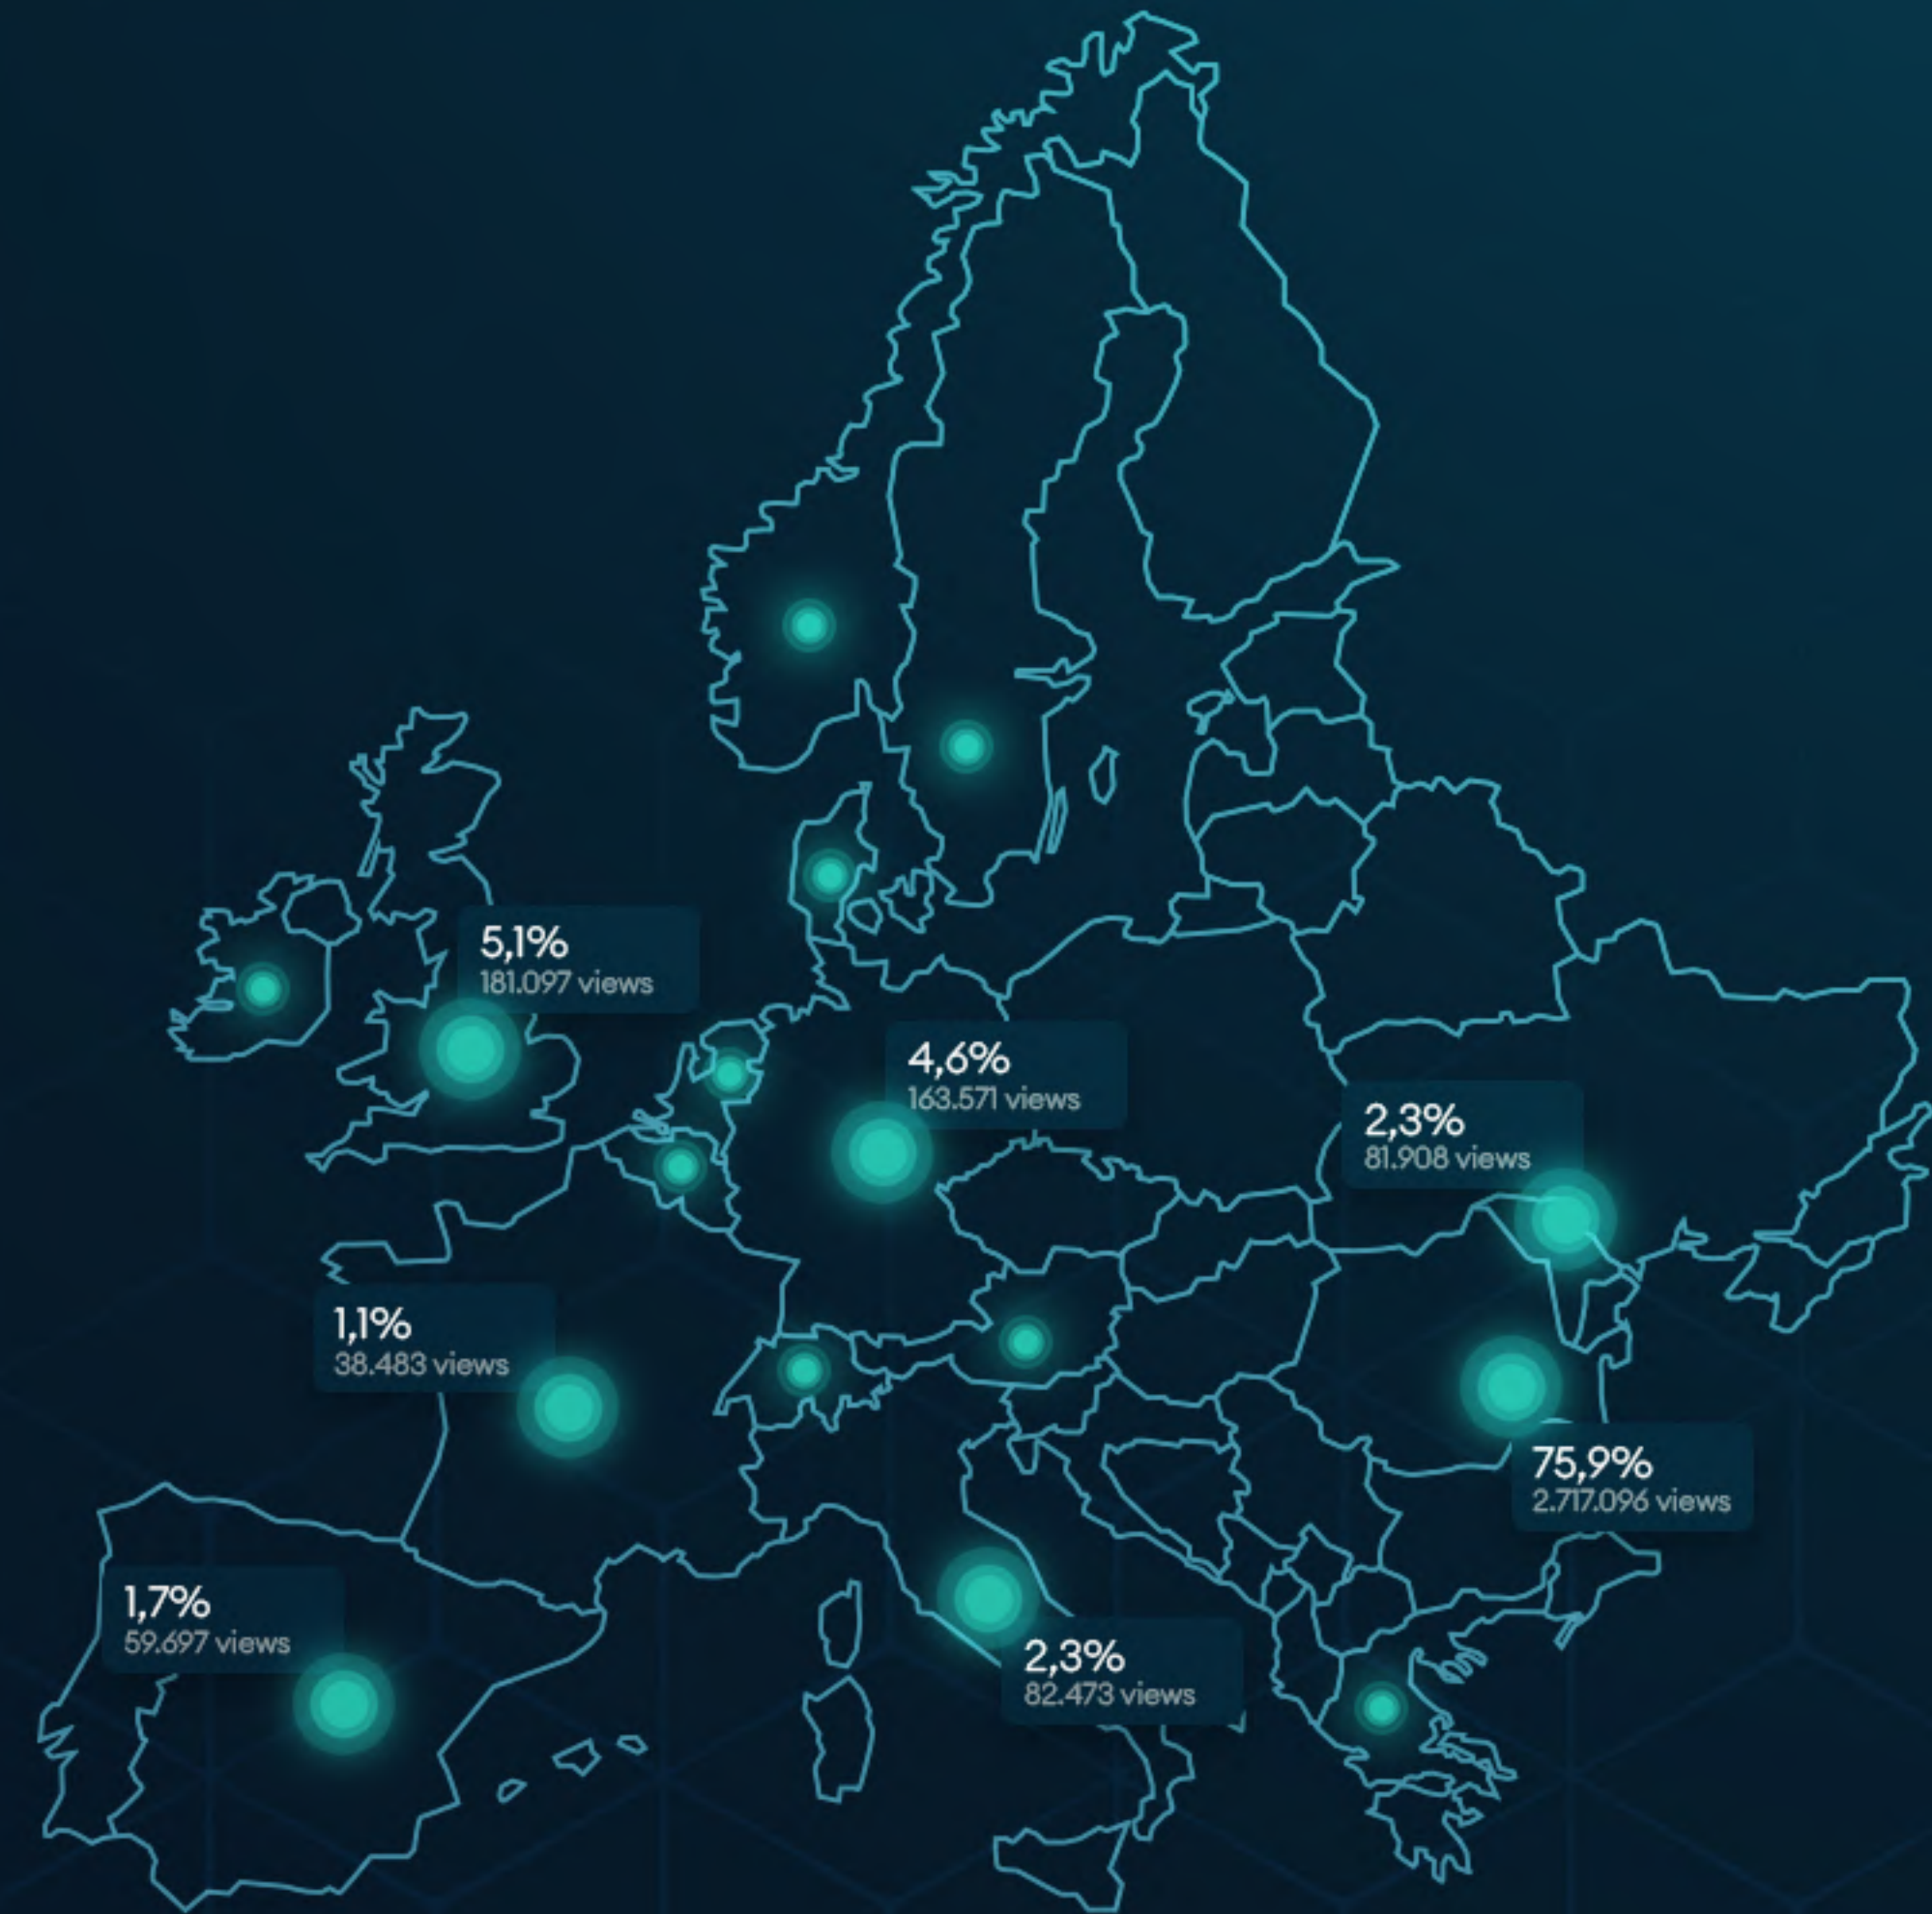 5,1%
181.097 views
4,6%
163.571 views
2,3%
81.908 views
1,1%
38.483 views
75,9%
2.717.096 views
1,7%
59.697 views
2,3%
82.473 views